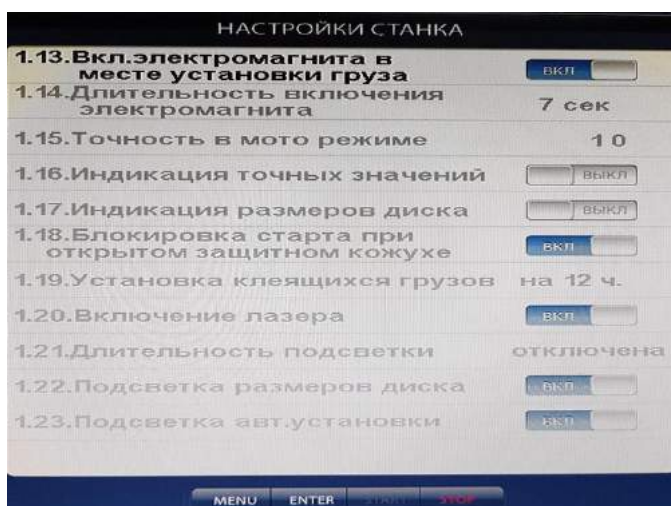 НАСТРОЙКИ СТАНКА
1.13.Вкл.электромагнита в
месте установки груза
ВКЛ
1.14.Длительность включения
электромагнита
7 сек
1.15.Точность в мото режиме
10
1.16.Индикация точных значений
ВЫКЛ
1.17.Индикация размеров диска
ВЫКЛ
1.18.Блокировка старта при
открытом защитном кожухе
ВКЛ
1.19.Установка клеящихся грузов
на 12 ч.
1.20.Включение лазера
ВКЛ
1.21.Длительность подсветки
отключена
1.22.Подсветка размеров диска
ВКЛ
1.23.Подсветка авт.установки
ВКЛ
MENU ENTER START STOP